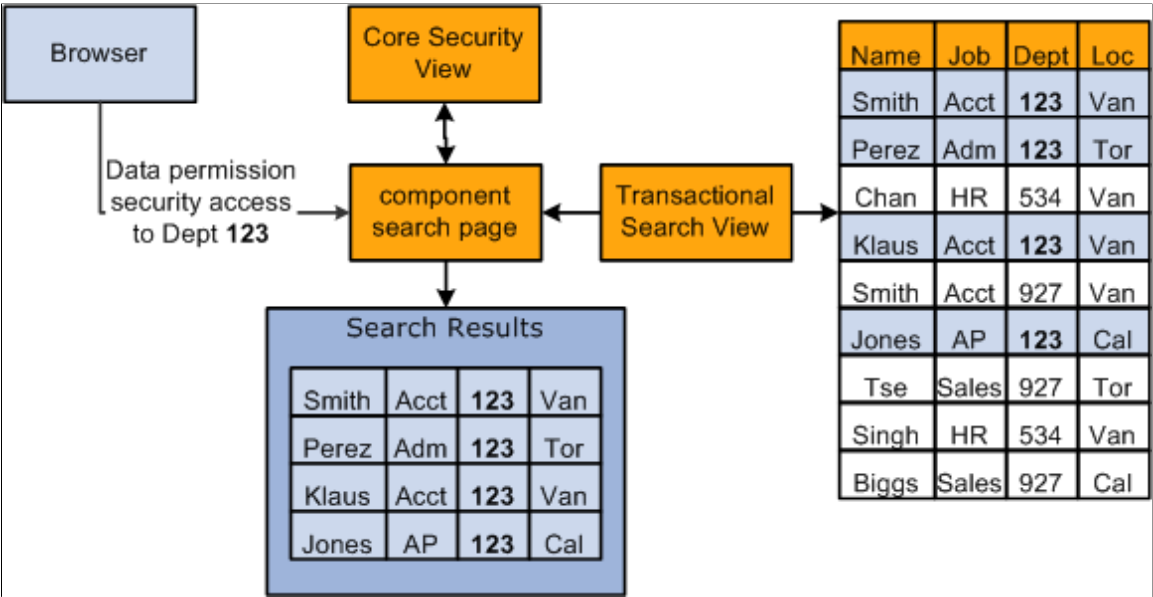 Browser
Core Security
View
Data permission
security access
to Dept 123
component
search page
Transactional
Search View
Search Results
Smith Acct 123 Van
Perez Adm 123 Tor
Klaus Acct 123 Van
Jones AP 123 Cal
Name Job Dept Loc
Smith Acct 123 Van
Perez Adm 123 Tor
Chan HR 534 Van
Klaus Acct 123 Van
Smith Acct 927 Van
Jones AP 123 Cal
Tse Sales 927 Tor
Singh HR 534 Van
Biggs Sales 927 Cal